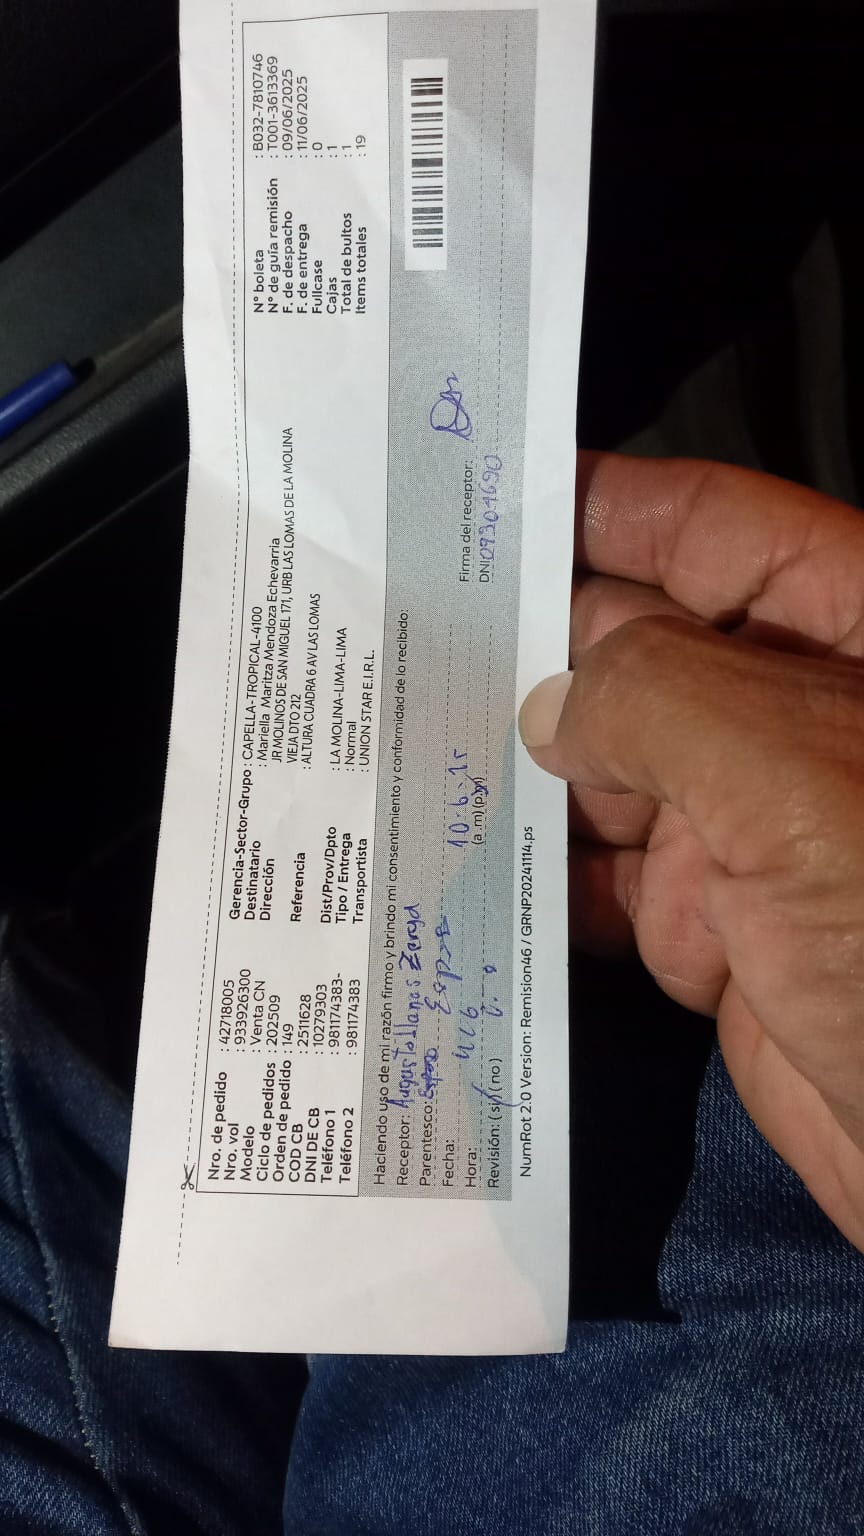 Nro. de pedido : 42718005
Nro. vol : 933926300
Modelo : Venta CN
Ciclo de pedidos : 202509
Orden de pedido : 149
COD CB : 2511628
DNI DE CB : 10279303
Teléfono 1 : 981174383-
Teléfono 2 : 981174383
Gerencia-Sector-Grupo : CAPELLA-TROPICAL-4100
Destinatario : Mariella Maritza Mendoza Echevarria
Dirección JR MOLINOS DE SAN MIGUEL 171, URB LAS LOMAS DE LA MOLINA
VIEJA DTO 212
Referencia : ALTURA CUADRA 6 AV LAS LOMAS
Dist/Prov/Dpto : LA MOLINA-LIMA-LIMA
Tipo / Entrega : Normal
Transportista : UNION STAR E.I.R.L.
N° boleta : B032-7810746
N° de guía remisión : T001-3613369
F. de despacho : 09/06/2025
F. de entrega : 11/06/2025
Fullcase : 0
Cajas : 1
Total de bultos : 1
Items totales : 19
Haciendo uso de mi razón firmo y brindo mi consentimiento y conformidad de lo recibido:
Receptor: Augusto Llanos
Parentesco: Esposo
Fecha: 10.6.
Hora: (a .m) (p.m)
Revisión: ( si ) ( no )
Firma del receptor:
DNI 09304690
NumRot 2.0 Version: Remision46 / GRNP20241114.ps